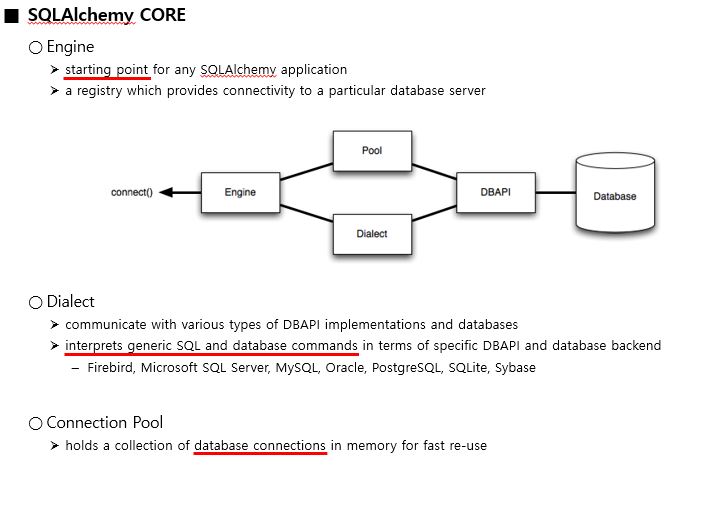 ■ SQLAlchemy CORE
○ Engine
➢ starting point for any SQLAlchemy application
➢ a registry which provides connectivity to a particular database server
Pool
connect()
Engine
DBAPI
Database
Dialect
○ Dialect
➢ communicate with various types of DBAPI implementations and databases
➢ interprets generic SQL and database commands in terms of specific DBAPI and database backend
– Firebird, Microsoft SQL Server, MySQL, Oracle, PostgreSQL, SQLite, Sybase
○ Connection Pool
➢ holds a collection of database connections in memory for fast re-use